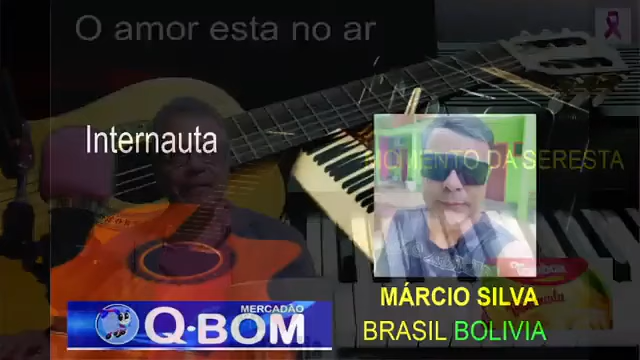 O amor esta no ar
Internauta
MOMENTO DA SERESTA
MÁRCIO SILVA
BRASIL BOLIVIA
MERCADÃO
Q-BOM